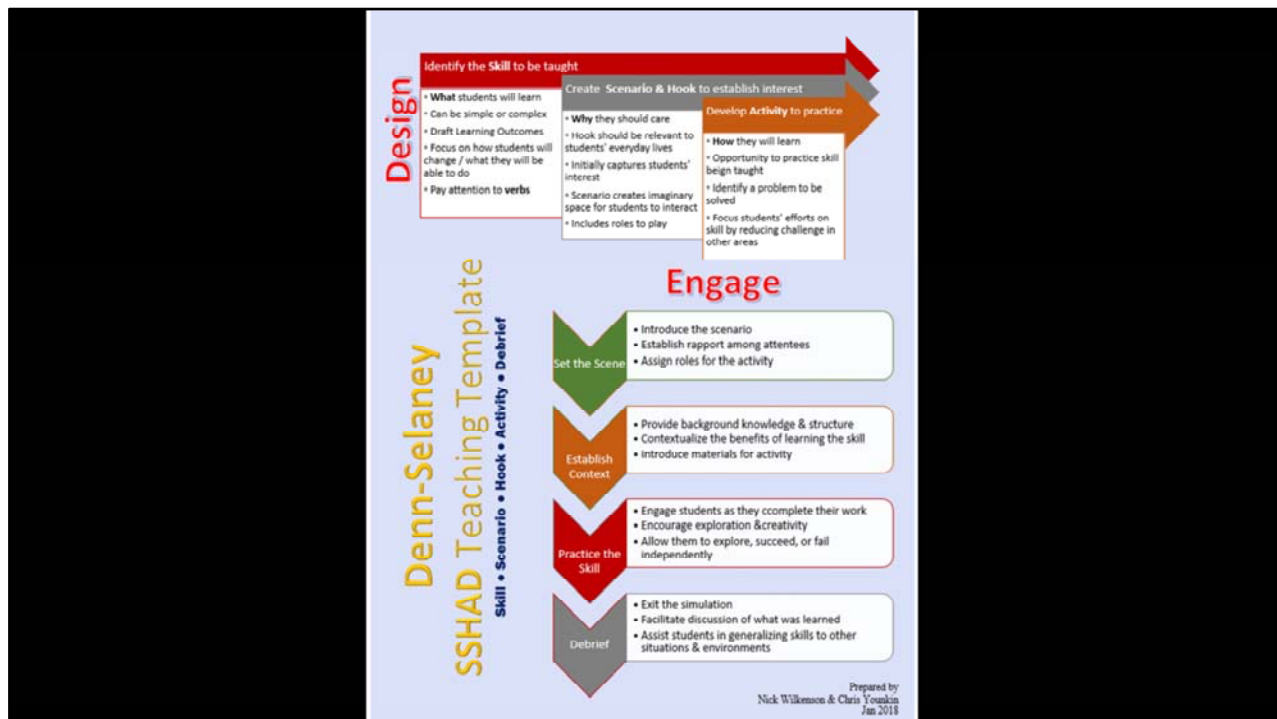 Design
Identify the Skill to be taught
• What students will learn
• Can be simple or complex
• Draft Learning Outcomes
• Focus on how students will
change / what they will be
able to do
• Pay attention to verbs
Create Scenario & Hook to establish interest
• Why they should care
• Hook should be relevant to
students' everyday lives
• Initially captures students'
interest
• Scenario creates imaginary
space for students to interact
• Includes roles to play
Develop Activity to practice
• How they will learn
• Opportunity to practice skill
beign taught
• Identify a problem to be
solved
• Focus students' efforts on
skill by reducing challenge in
other areas
Denn-Selaney
SSHAD Teaching Template
Skill • Scenario • Hook • Activity • Debrief
Engage
Set the Scene
• Introduce the scenario
• Establish rapport among attentees
• Assign roles for the activity
Establish
Context
• Provide background knowledge & structure
• Contextualize the benefits of learning the skill
• Introduce materials for activity
Practice the
Skill
• Engage students as they ccomplete their work
• Encourage exploration &creativity
• Allow them to explore, succeed, or fail
independently
Debrief
• Exit the simulation
• Facilitate discussion of what was learned
• Assist students in generalizing skills to other
situations & environments
Prepared by
Nick Wilkenson & Chris Younkin
Jan 2018